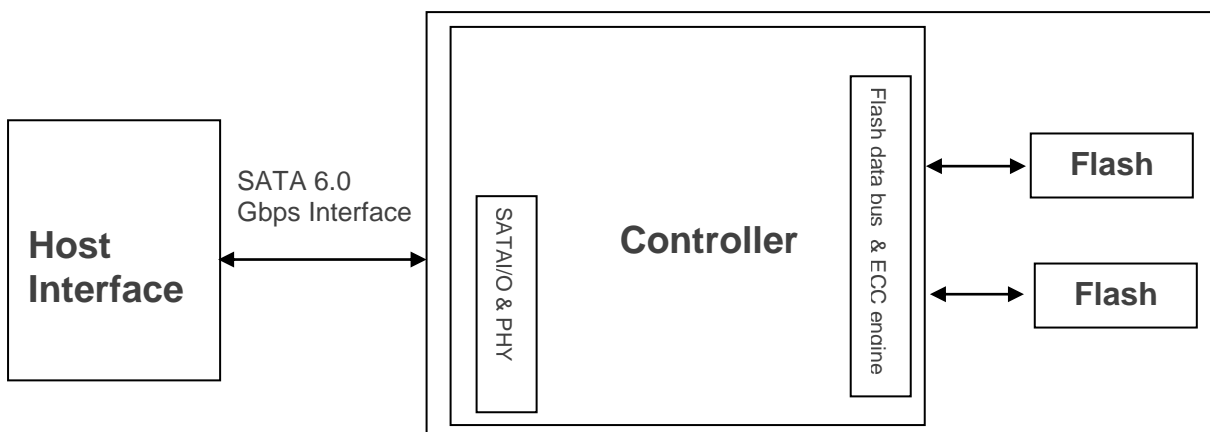 Host
Interface
SATA 6.0
Gbps Interface
SATAI/O & PHY
Controller
Flash data bus & ECC engine
Flash
Flash